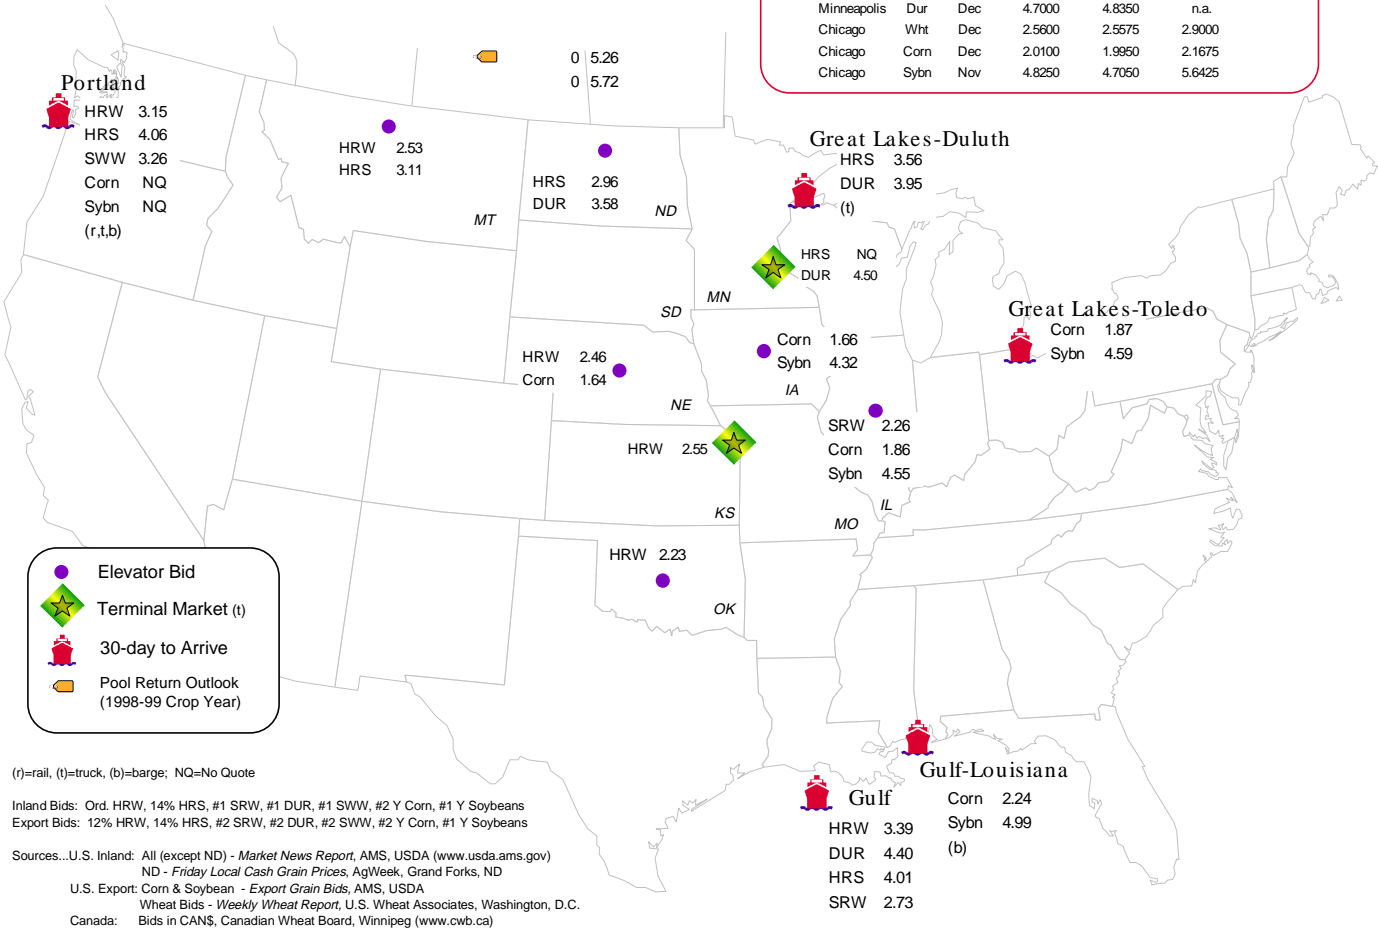 Minneapolis Dur Dec 4.7000 4.8350 n.a.
Chicago Wht Dec 2.5600 2.5575 2.9000
Chicago Corn Dec 2.0100 1.9950 2.1675
Chicago Sybn Nov 4.8250 4.7050 5.6425
0 5.26
0 5.72
Portland
HRW 3.15
HRS 4.06
SWW 3.26
Corn NQ
Sybn NQ
(r,t,b)
HRW 2.53
HRS 3.11
MT
HRS 2.96
DUR 3.58
ND
Great Lakes-Duluth
HRS 3.56
DUR 3.95
(t)
HRS NQ
DUR 4.50
MN
SD
Great Lakes-Toledo
Corn 1.87
Sybn 4.59
HRW 2.46
Corn 1.64
NE
Corn 1.66
Sybn 4.32
IA
SRW 2.26
Corn 1.86
Sybn 4.55
IL
HRW 2.55
KS
MO
HRW 2.23
OK
Elevator Bid
Terminal Market (t)
30-day to Arrive
Pool Return Outlook
(1998-99 Crop Year)
Gulf-Louisiana
Corn 2.24
Sybn 4.99
(b)
Gulf
HRW 3.39
DUR 4.40
HRS 4.01
SRW 2.73
(r)=rail, (t)=truck, (b)=barge; NQ=No Quote
Inland Bids: Ord. HRW, 14% HRS, #1 SRW, #1 DUR, #1 SWW, #2 Y Corn, #1 Y Soybeans
Export Bids: 12% HRW, 14% HRS, #2 SRW, #2 DUR, #2 SWW, #2 Y Corn, #1 Y Soybeans
Sources...U.S. Inland: All (except ND) - Market News Report, AMS, USDA (www.usda.ams.gov)
ND - Friday Local Cash Grain Prices, AgWeek, Grand Forks, ND
U.S. Export: Corn & Soybean - Export Grain Bids, AMS, USDA
Wheat Bids - Weekly Wheat Report, U.S. Wheat Associates, Washington, D.C.
Canada: Bids in CAN$, Canadian Wheat Board, Winnipeg (www.cwb.ca)